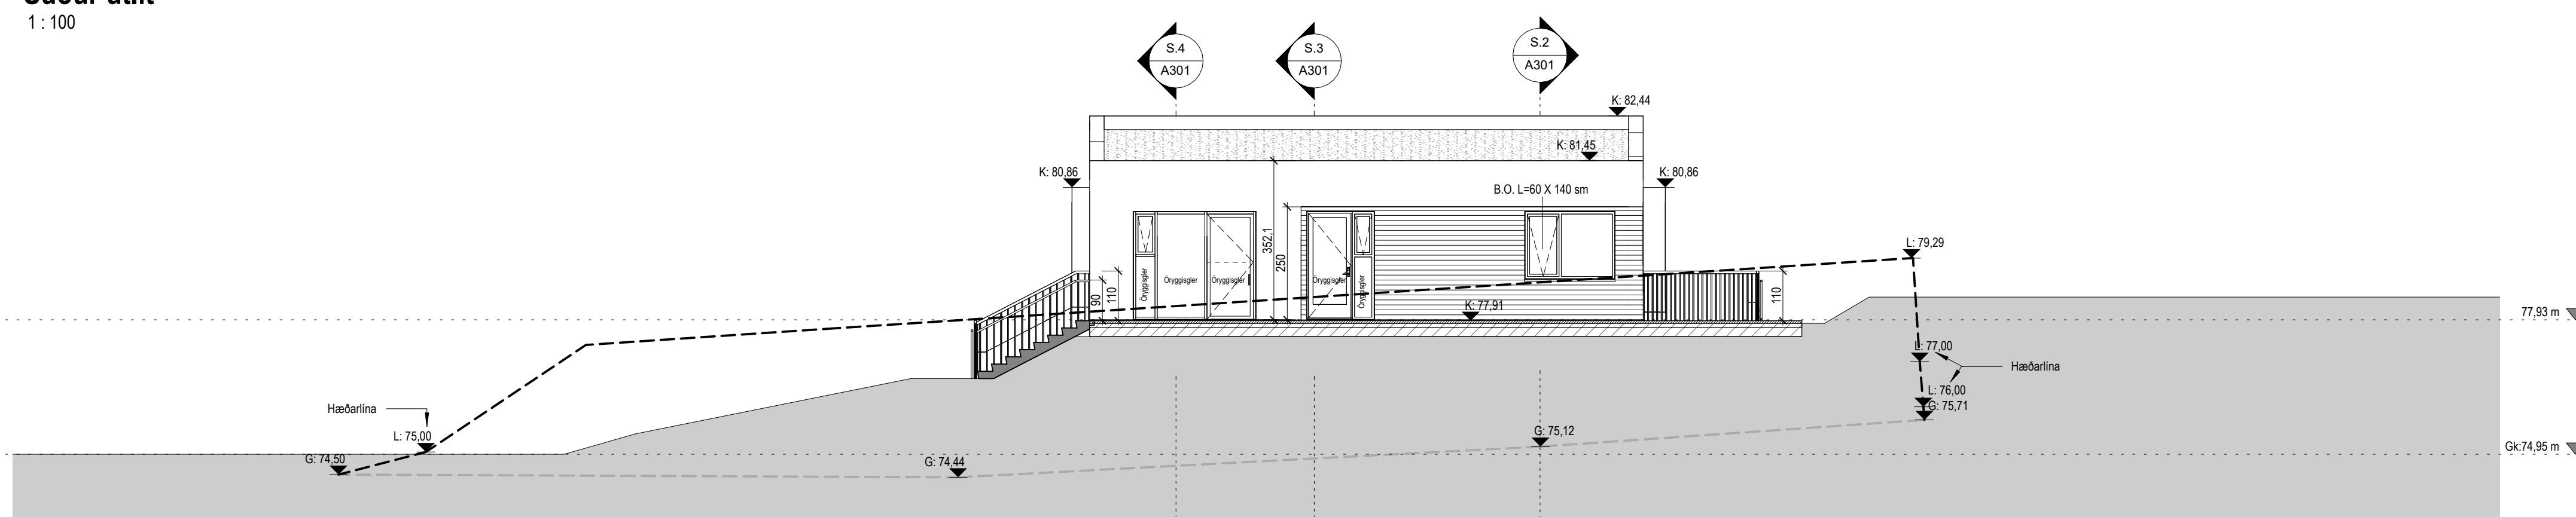 1 : 100
S.4
A301
S.3
A301
S.2
A301
K: 82,44
K: 81,45
K: 80,86
K: 80,86
B.O. L=60 X 140 sm
352,1
250
L: 79,29
Öryggisgler
Öryggisgler
Öryggisgler
Öryggisgler
Öryggisgler
90
110
110
K: 77,91
77,93 m
L: 77,00
Hæðarlína
L: 76,00
G: 75,71
Hæðarlína
L: 75,00
G: 75,12
Gk:74,95 m
G: 74,50
G: 74,44